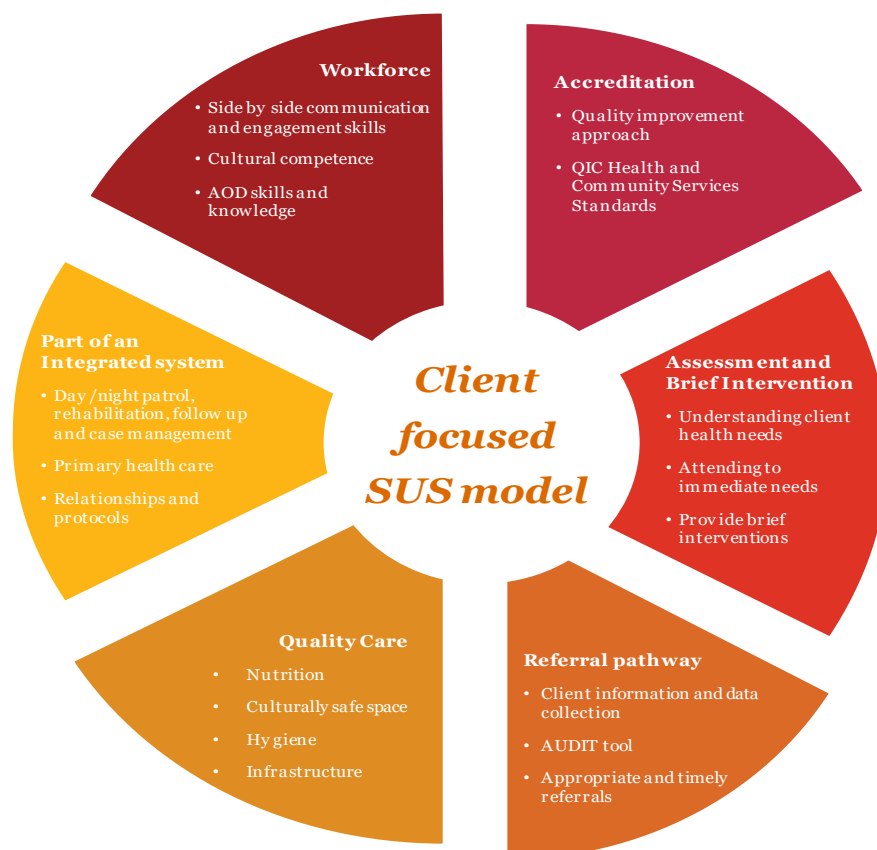 Workforce
• Side by side communication
and engagement skills
• Cultural competence
• AOD skills and
knowledge
Accreditation
• Quality improvement
approach
• QIC Health and
Community Services
Standards
Part of an
Integrated system
• Day/night patrol,
rehabilitation, follow up
and case management
• Primary health care
• Relationships and
protocols
Client
focused
SUS model
Assessment and
Brief Intervention
• Understanding client
health needs
• Attending to
immediate needs
• Provide brief
interventions
Quality Care
• Nutrition
• Culturally safe space
• Hygiene
• Infrastructure
Referral pathway
• Client information and data
collection
• AUDIT tool
• Appropriate and timely
referrals